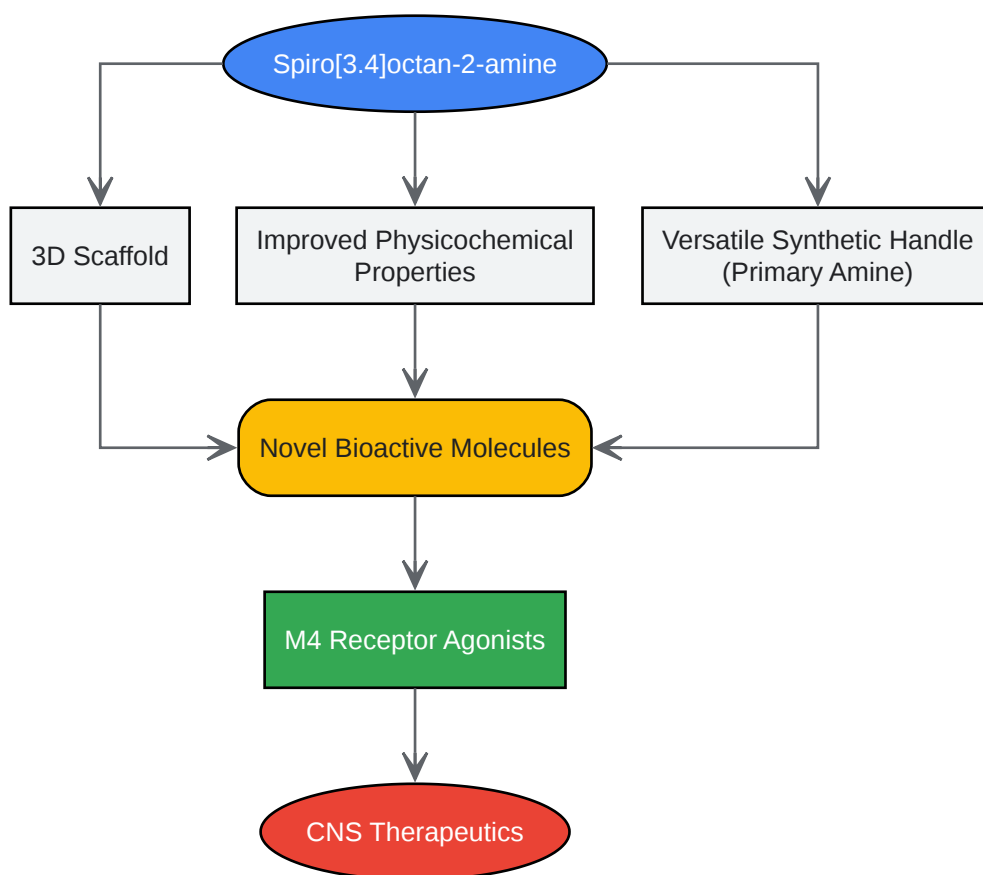 Spiro[3.4]octan-2-amine
3D Scaffold
Improved Physicochemical
Properties
Versatile Synthetic Handle
(Primary Amine)
Novel Bioactive Molecules
M4 Receptor Agonists
CNS Therapeutics